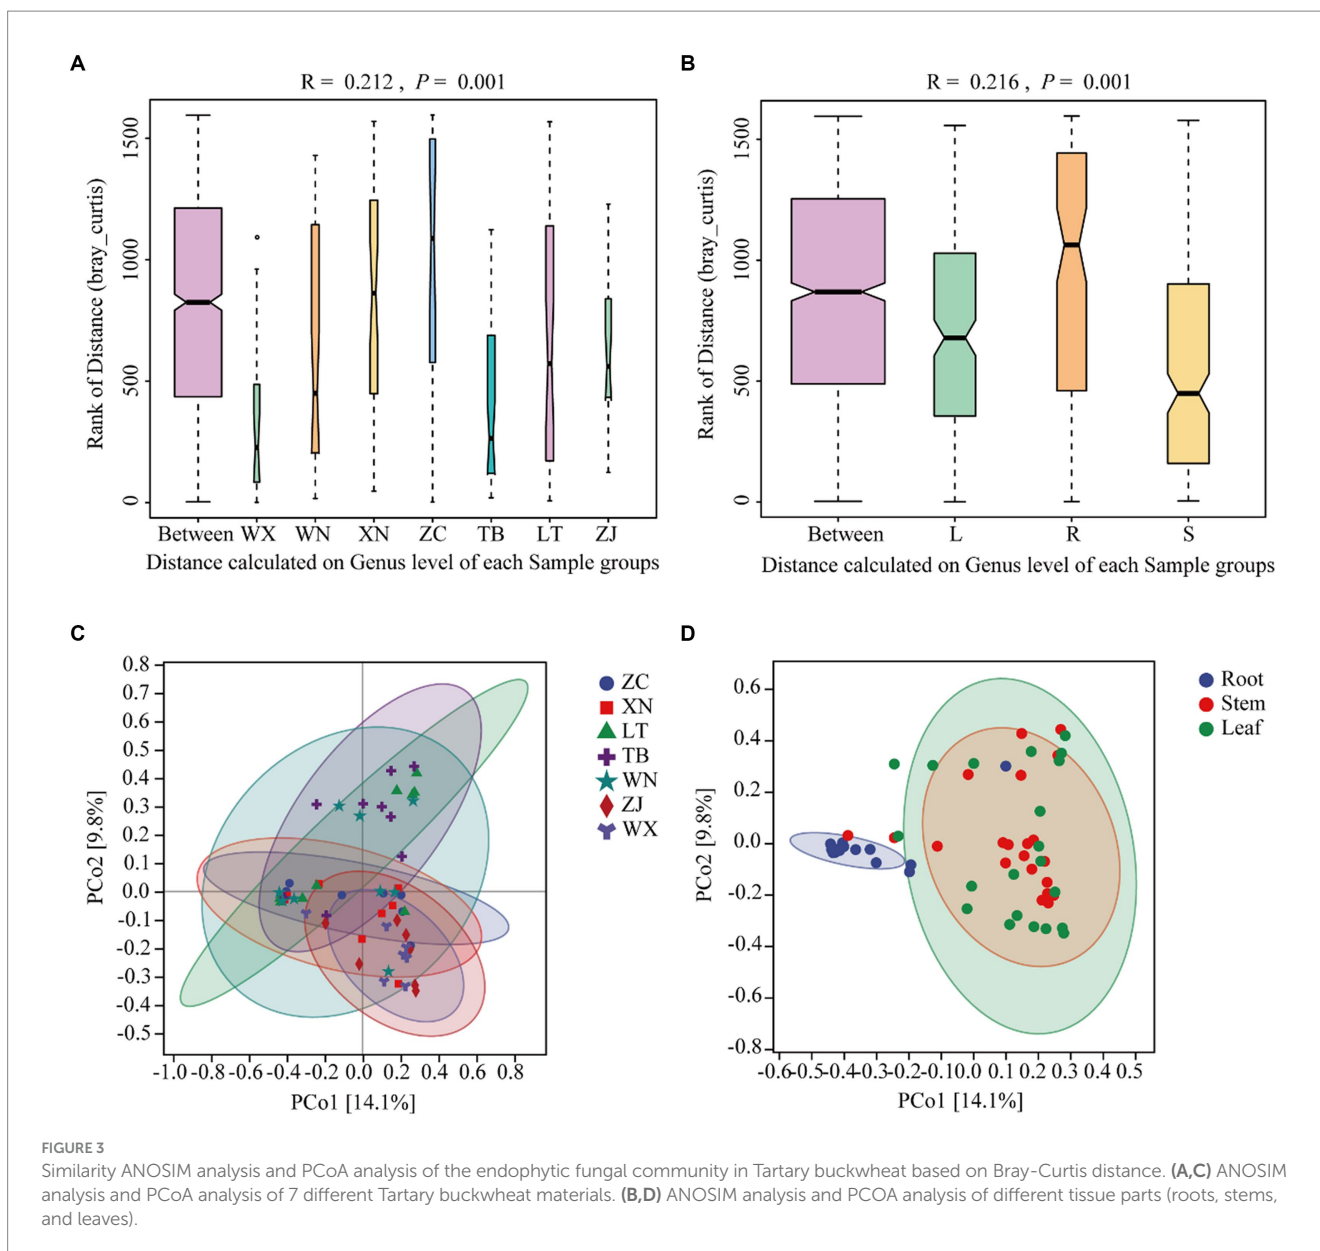 A
R = 0.212 , P = 0.001
1500
1000
500
0
Rank of Distance (bray_curtis)
Between WX WN XN ZC TB LT ZJ
Distance calculated on Genus level of each Sample groups
B
R = 0.216 , P = 0.001
1500
1000
500
0
Rank of Distance (bray_curtis)
Between L R S
Distance calculated on Genus level of each Sample groups
C
0.8
0.7
0.6
0.5
0.4
0.3
0.2
0.1
0.0
-0.1
-0.2
-0.3
-0.4
-0.5
PCo2 [9.8%]
-1.0 -0.8 -0.6 -0.4 -0.2 0.0 0.2 0.4 0.6 0.8
PCo1 [14.1%]
ZC
XN
LT
TB
WN
ZJ
WX
D
0.6
0.4
0.2
0.0
-0.2
-0.4
-0.6
-0.8
PCo2 [9.8%]
-0.6 -0.5 -0.4 -0.3 -0.2 -0.1 0.0 0.1 0.2 0.3 0.4 0.5
PCo1 [14.1%]
Root
Stem
Leaf
FIGURE 3
Similarity ANOSIM analysis and PCoA analysis of the endophytic fungal community in Tartary buckwheat based on Bray-Curtis distance. (A,C) ANOSIM
analysis and PCoA analysis of 7 different Tartary buckwheat materials. (B,D) ANOSIM analysis and PCOA analysis of different tissue parts (roots, stems,
and leaves).